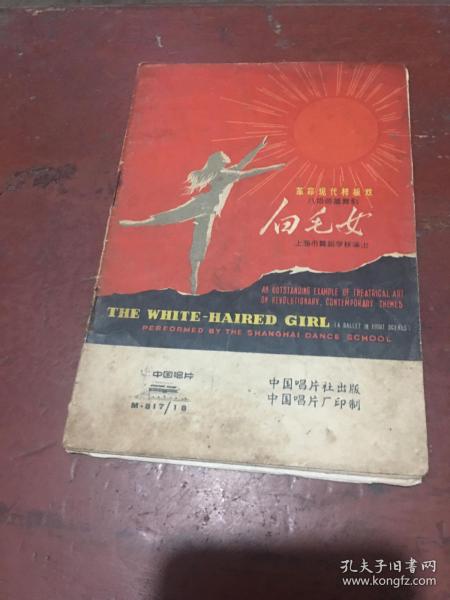 革命现代样板戏
八场芭蕾舞剧
白毛女
上海市舞蹈学校演出
AN OUTSTANDING EXAMPLE OF THEATRICAL ART
ON REVOLUTIONARY, CONTEMPORARY THEMES
THE WHITE-HAIRED GIRL (A BALLET IN EIGHT SCENES)
PERFORMED BY THE SHANGHAI DANCE SCHOOL
中国唱片
M-817/18
中国唱片社出版
中国唱片厂印制
孔夫子旧书网
www.kongfz.com